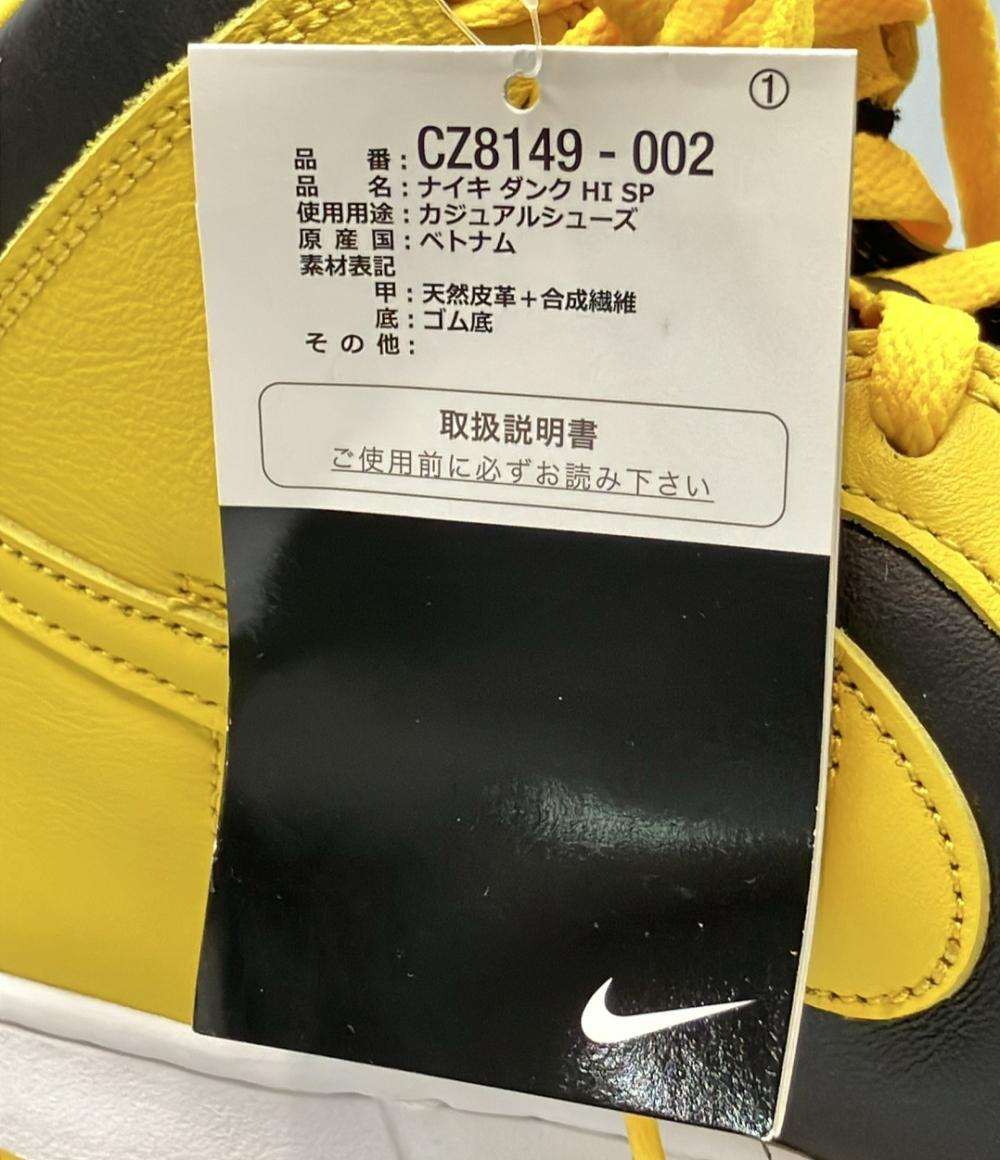 ①
品 番：CZ8149 - 002
品 名：ナイキ ダンク HI SP
使用用途：カジュアルシューズ
原 産 国：ベトナム
素材表記
甲：天然皮革＋合成繊維
底：ゴム底
そ の 他：
取扱説明書
ご使用前に必ずお読み下さい